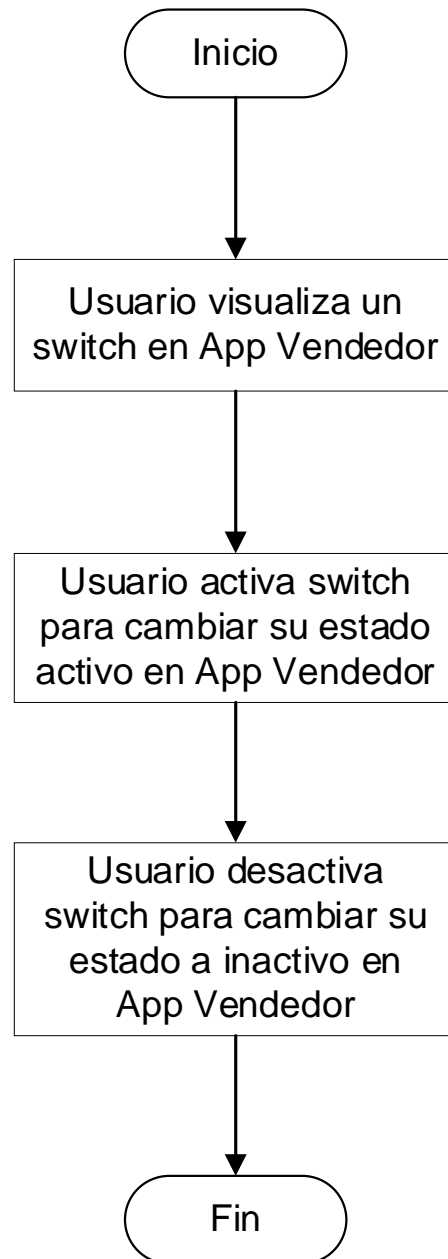 Inicio
Usuario visualiza un
switch en App Vendedor
Usuario activa switch
para cambiar su estado
activo en App Vendedor
Usuario desactiva
switch para cambiar su
estado a inactivo en
App Vendedor
Fin